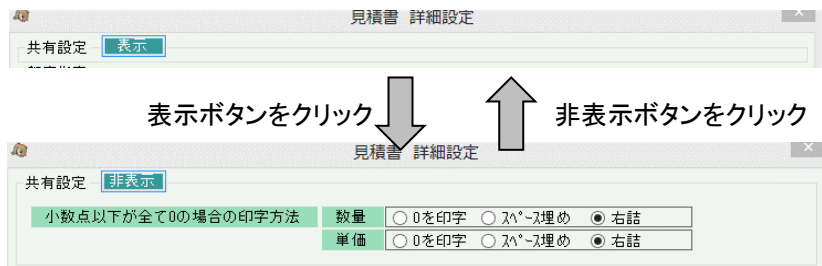 見積書 詳細設定
共有設定 表示
表示ボタンをクリック 非表示ボタンをクリック
見積書 詳細設定
共有設定 非表示
小数点以下が全て0の場合の印字方法 数量 0を印字 ｽﾍﾟｰｽ埋め 右詰
単価 0を印字 ｽﾍﾟｰｽ埋め 右詰